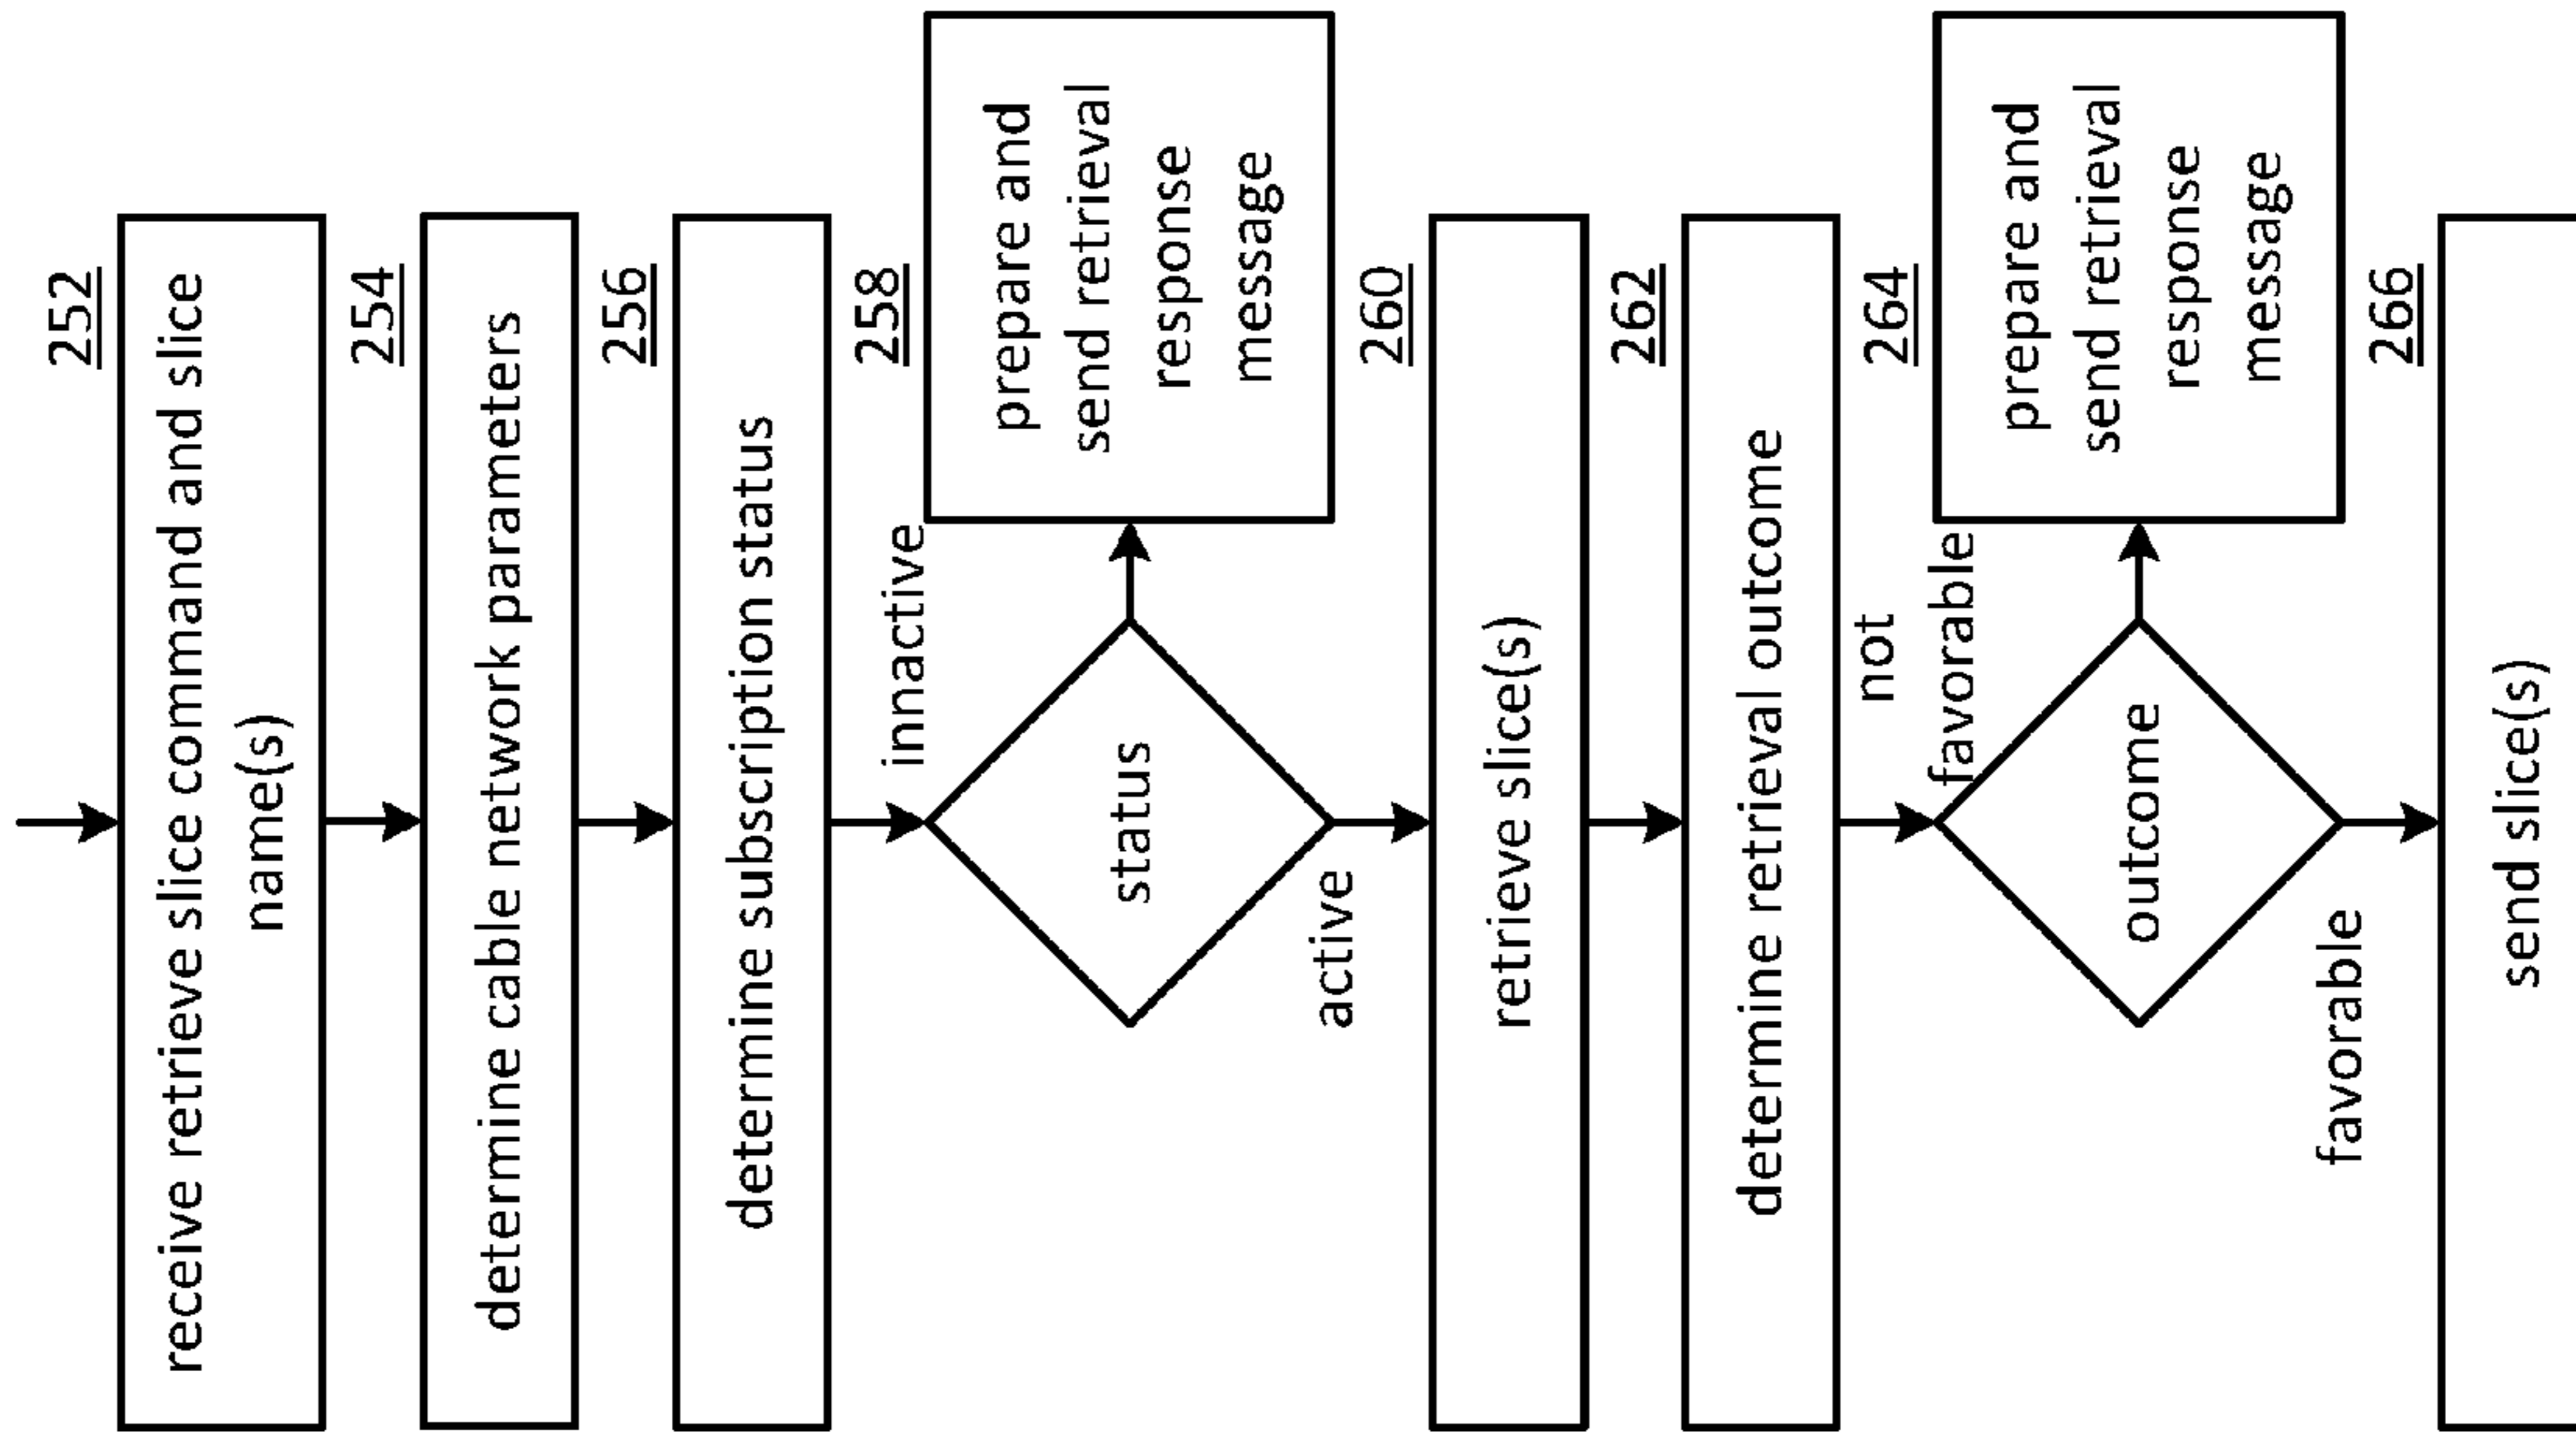 252
receive retrieve slice command and slice
name(s)
254
determine cable network parameters
256
determine subscription status
258
innactive
status
prepare and
send retrieval
response
message
active
260
retrieve slice(s)
262
determine retrieval outcome
264
not
favorable
outcome
prepare and
send retrieval
response
message
favorable
266
send slice(s)